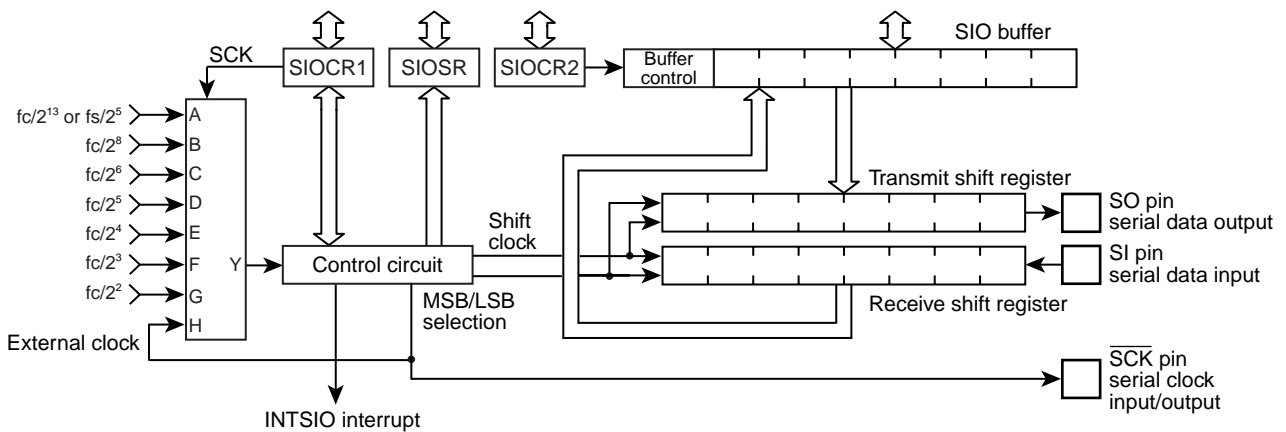 SCK
SIOCR1
SIOSR
SIOCR2
Buffer
control
SIO buffer
fc/2¹³ or fs/2⁵
fc/2⁸
fc/2⁶
fc/2⁵
fc/2⁴
fc/2³
fc/2²
A
B
C
D
E
F
G
H
Y
External clock
Control circuit
Shift
clock
MSB/LSB
selection
INTSIO interrupt
Transmit shift register
Receive shift register
SO pin
serial data output
SI pin
serial data input
S̅C̅K̅ pin
serial clock
input/output